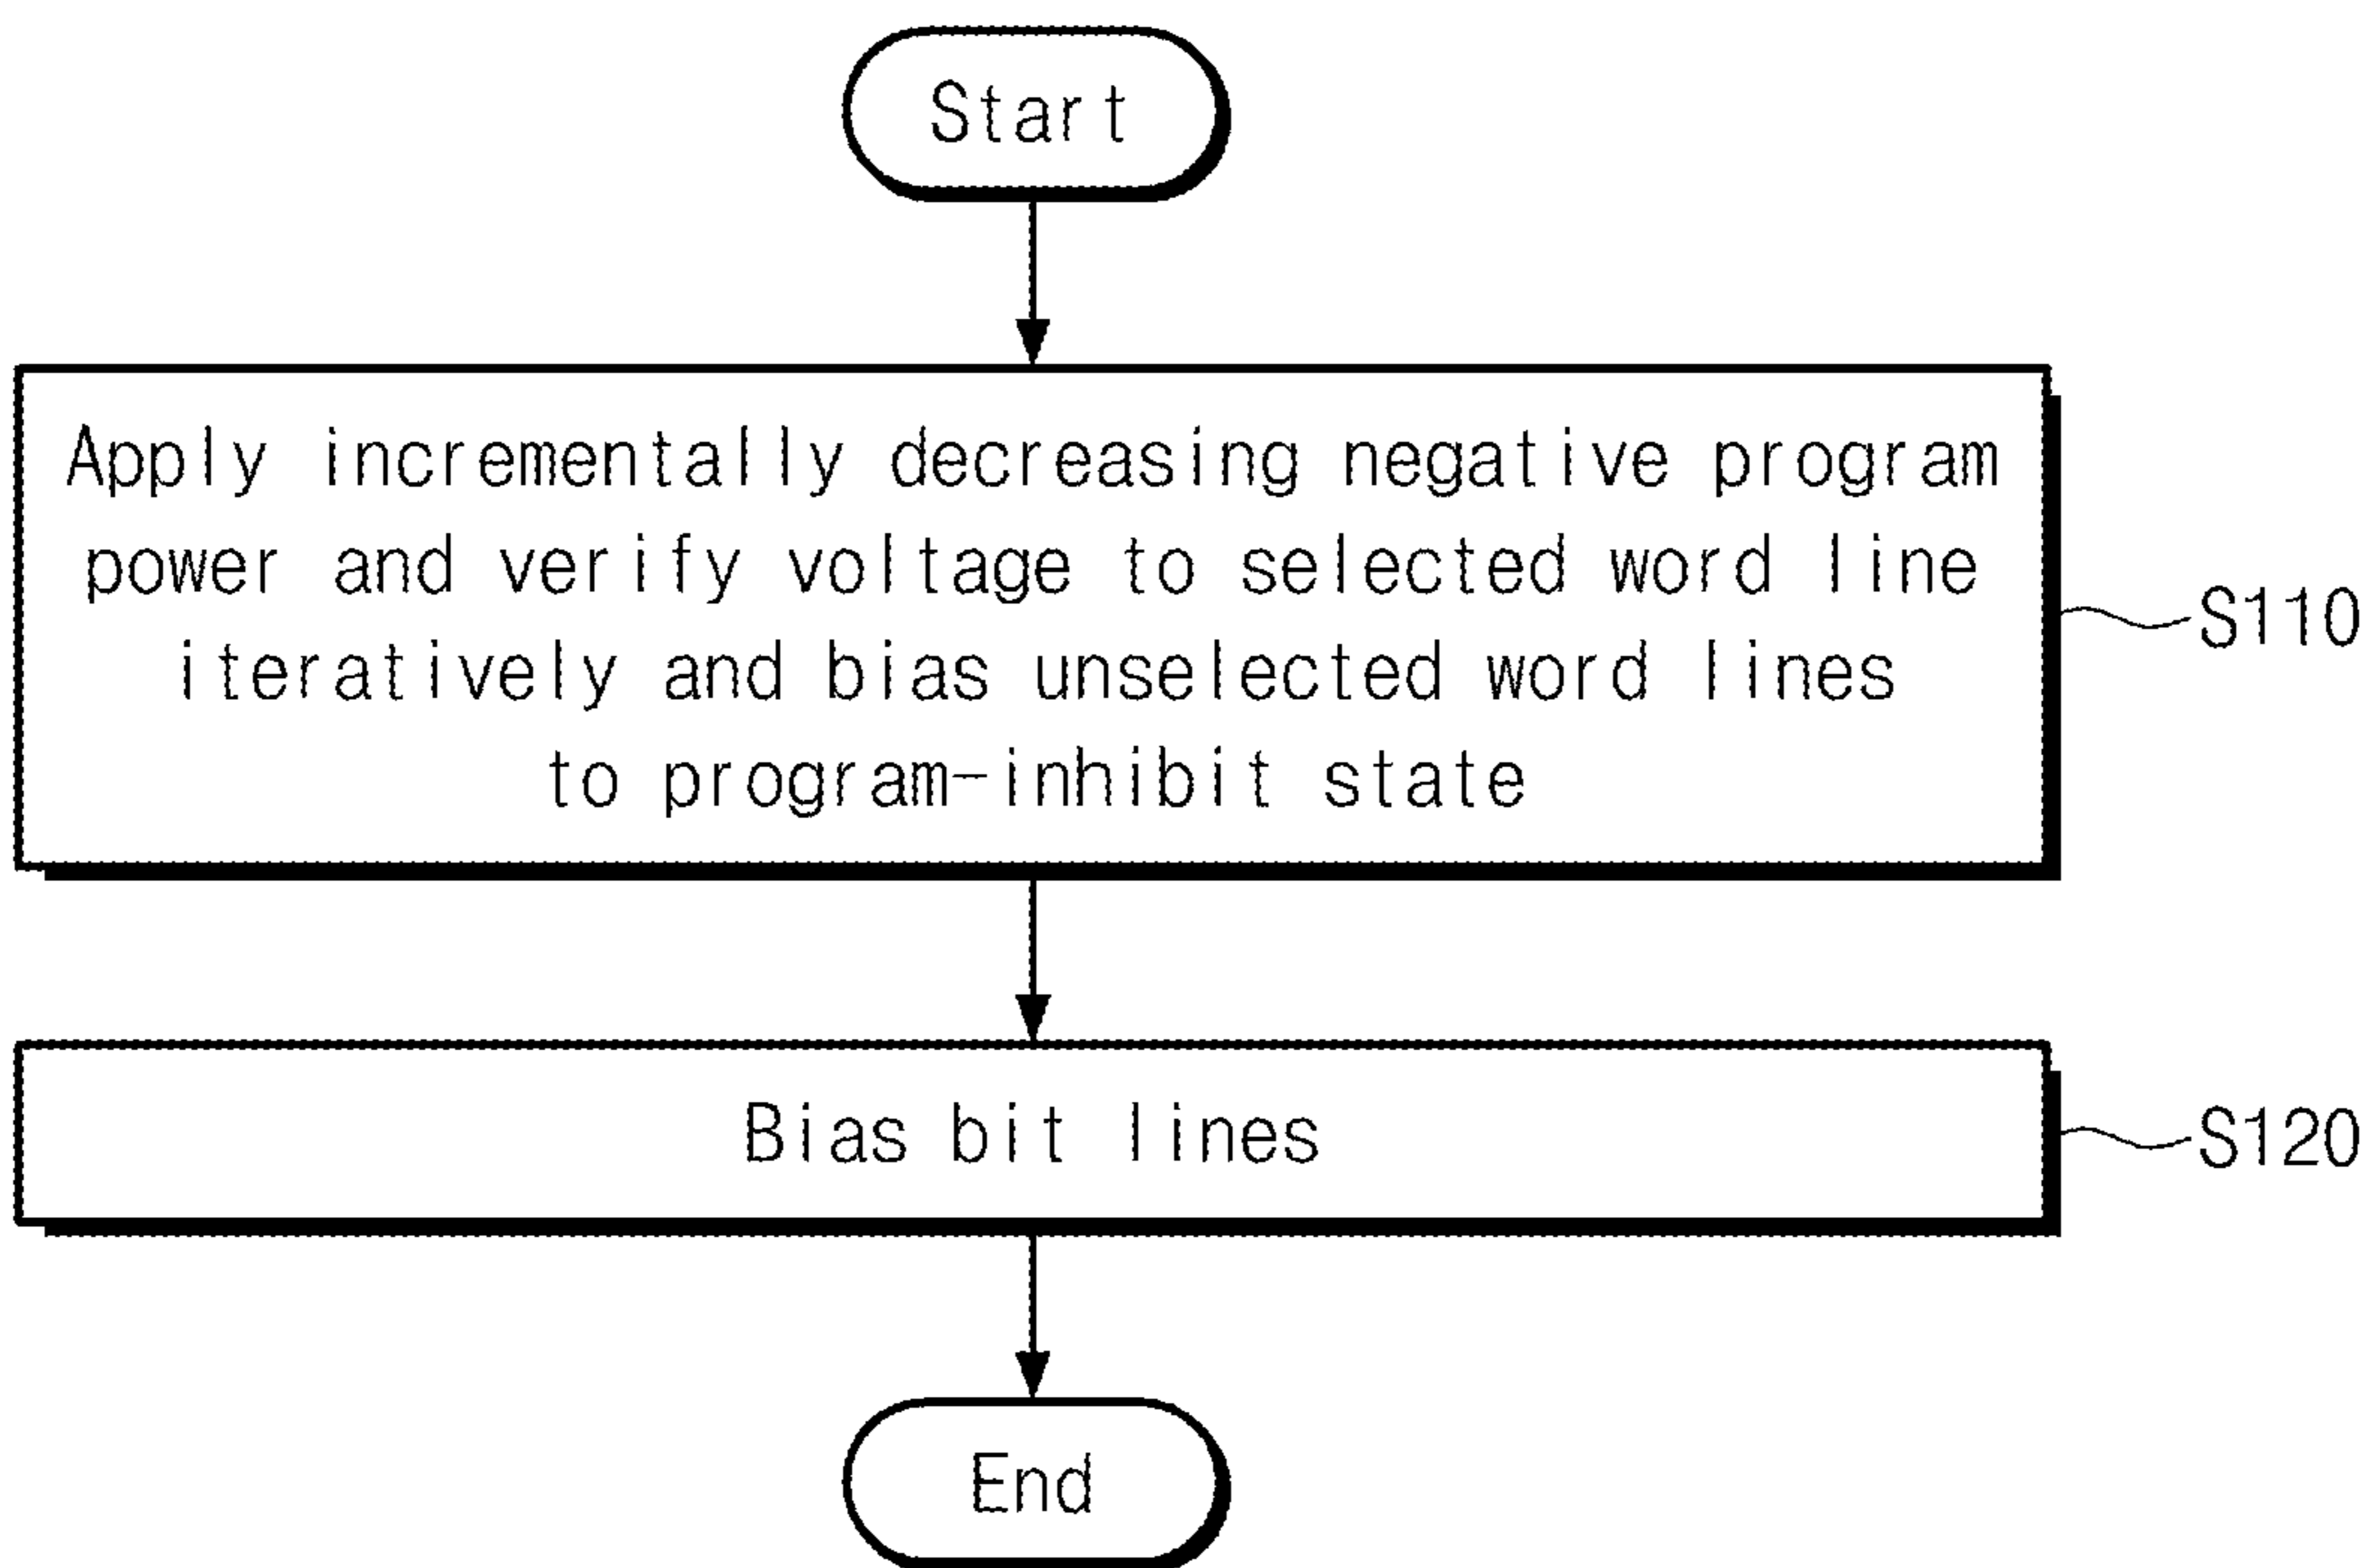 Start
Apply incrementally decreasing negative program
power and verify voltage to selected word line
iteratively and bias unselected word lines
to program-inhibit state
S110
Bias bit lines
S120
End